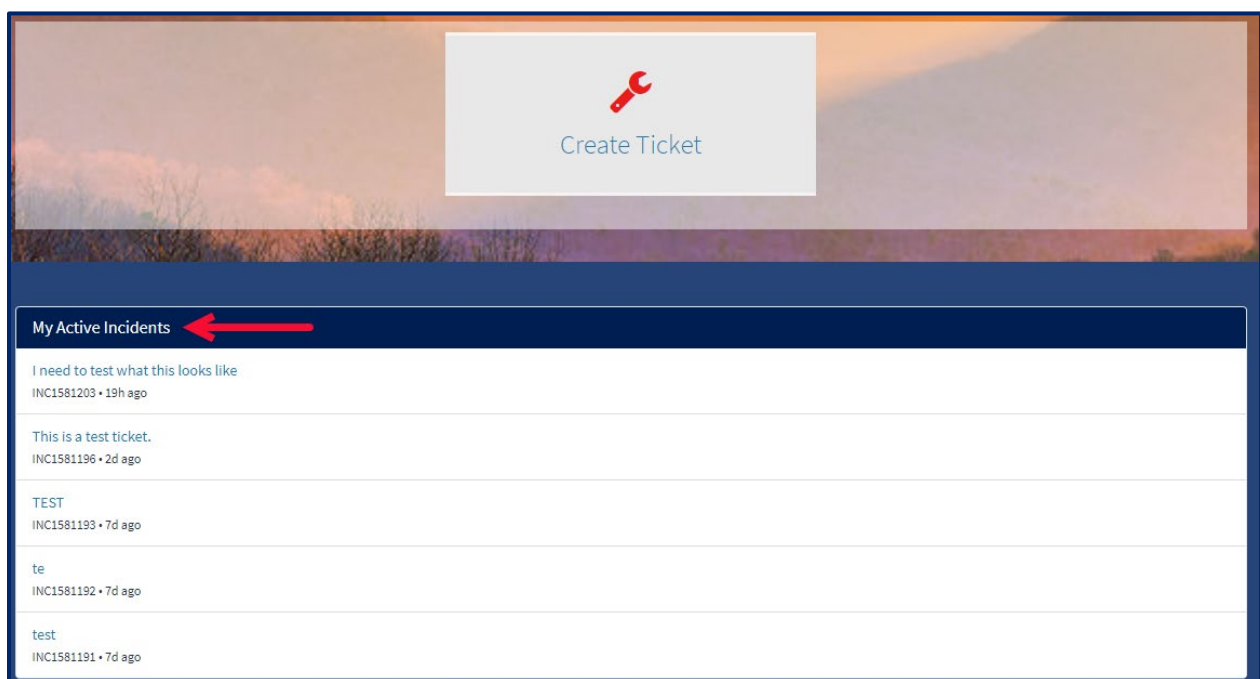 Create Ticket
My Active Incidents
I need to test what this looks like
INC1581203 • 19h ago
This is a test ticket.
INC1581196 • 2d ago
TEST
INC1581193 • 7d ago
te
INC1581192 • 7d ago
test
INC1581191 • 7d ago